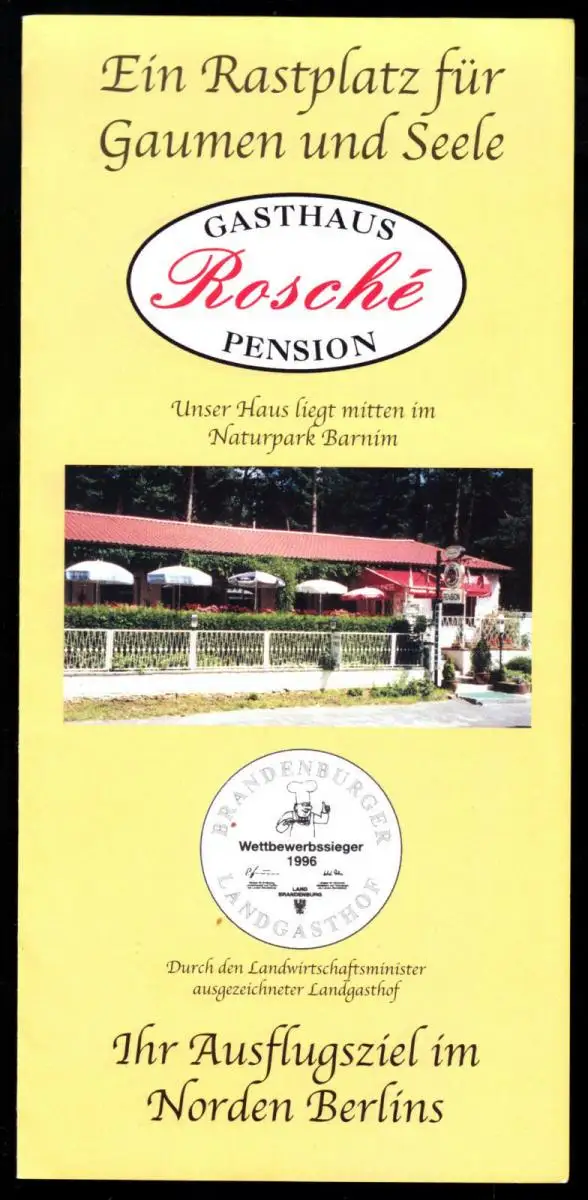 Ein Rastplatz für
Gaumen und Seele
GASTHAUS
Rosché
PENSION
Unser Haus liegt mitten im
Naturpark Barnim
PENSION
BRANDENBURGER
Wettbewerbssieger
1996
LAND
BRANDENBURG
LANDGASTHOF
Durch den Landwirtschaftsminister
ausgezeichneter Landgasthof
Ihr Ausflugsziel im
Norden Berlins